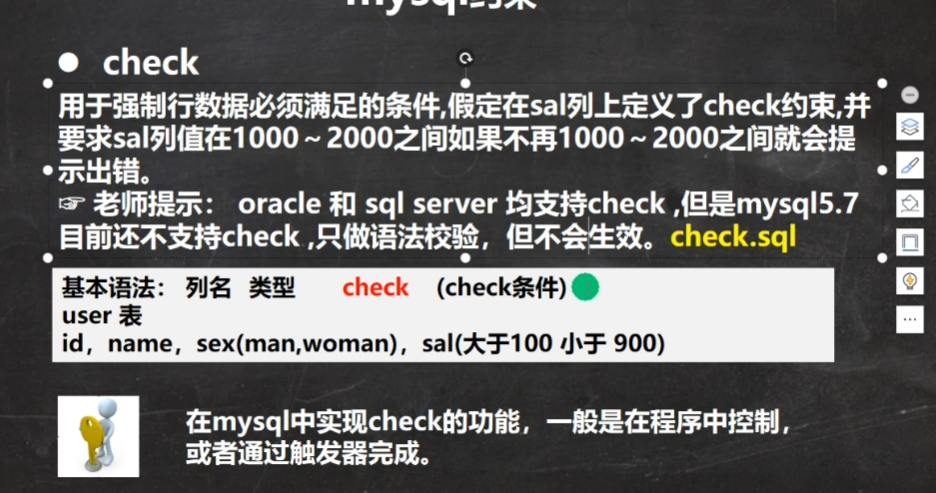 mysql约束
● check
用于强制行数据必须满足的条件,假定在sal列上定义了check约束,并
要求sal列值在1000～2000之间如果不再1000～2000之间就会提
示出错。
☞ 老师提示： oracle 和 sql server 均支持check ,但是mysql5.7
目前还不支持check ,只做语法校验，但不会生效。check.sql
基本语法： 列名 类型 check (check条件)
user 表
id，name，sex(man,woman)，sal(大于100 小于 900)
在mysql中实现check的功能，一般是在程序中控制，
或者通过触发器完成。